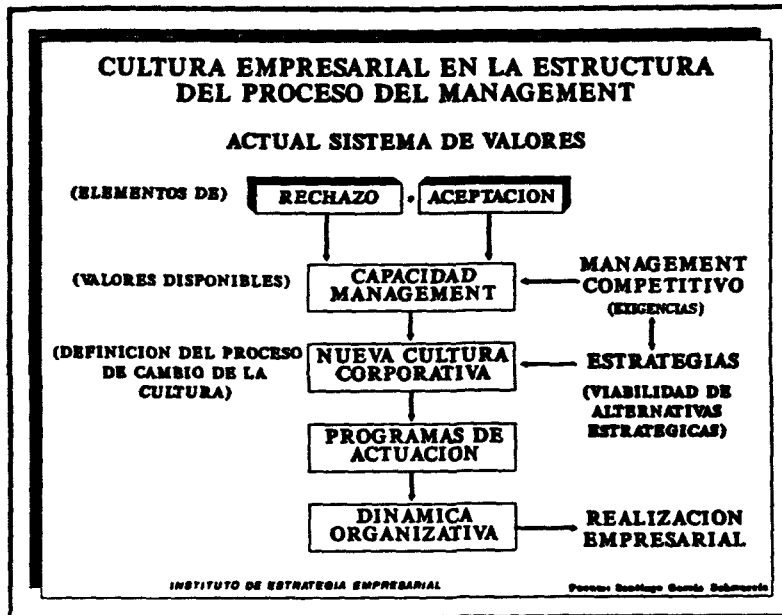 CULTURA EMPRESARIAL EN LA ESTRUCTURA
DEL PROCESO DEL MANAGEMENT
ACTUAL SISTEMA DE VALORES
(ELEMENTOS DE)
RECHAZO
ACEPTACION
(VALORES DISPONIBLES)
CAPACIDAD
MANAGEMENT
MANAGEMENT
COMPETITIVO
(EXIGENCIAS)
(DEFINICION DEL PROCESO
DE CAMBIO DE LA
CULTURA)
NUEVA CULTURA
CORPORATIVA
ESTRATEGIAS
(VIABILIDAD DE
ALTERNATIVAS
ESTRATEGICAS)
PROGRAMAS DE
ACTUACION
DINAMICA
ORGANIZATIVA
REALIZACION
EMPRESARIAL
INSTITUTO DE ESTRATEGIA EMPRESARIAL
Santiago García